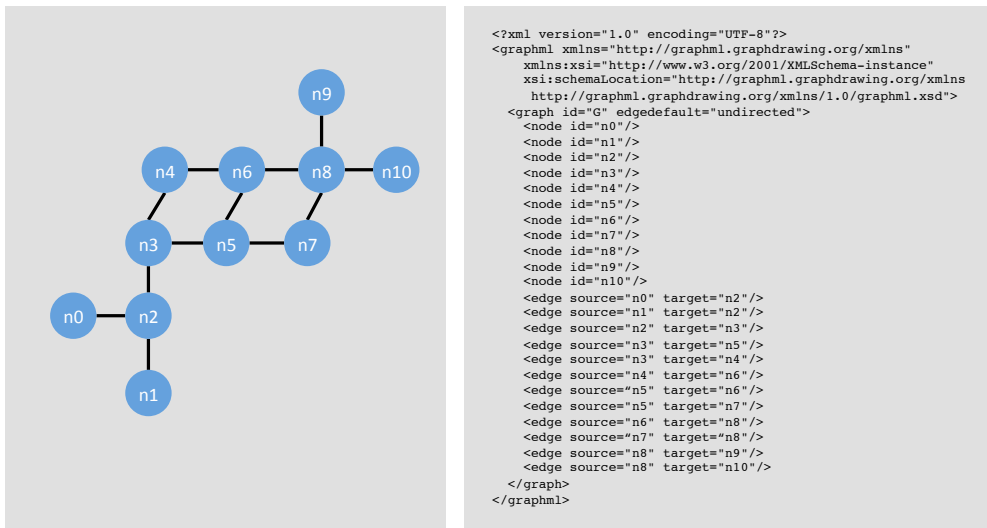 n9
n4 n6 n8 n10
n3 n5 n7
n0 n2
n1
<?xml version="1.0" encoding="UTF-8"?>
<graphml xmlns="http://graphml.graphdrawing.org/xmlns"
xmlns:xsi="http://www.w3.org/2001/XMLSchema-instance"
xsi:schemaLocation="http://graphml.graphdrawing.org/xmlns
http://graphml.graphdrawing.org/xmlns/1.0/graphml.xsd">
<graph id="G" edgedefault="undirected">
<node id="n0"/>
<node id="n1"/>
<node id="n2"/>
<node id="n3"/>
<node id="n4"/>
<node id="n5"/>
<node id="n6"/>
<node id="n7"/>
<node id="n8"/>
<node id="n9"/>
<node id="n10"/>
<edge source="n0" target="n2"/>
<edge source="n1" target="n2"/>
<edge source="n2" target="n3"/>
<edge source="n3" target="n5"/>
<edge source="n3" target="n4"/>
<edge source="n4" target="n6"/>
<edge source=“n5" target="n6"/>
<edge source="n5" target="n7"/>
<edge source="n6" target="n8"/>
<edge source=“n7" target=“n8"/>
<edge source="n8" target="n9"/>
<edge source="n8" target="n10"/>
</graph>
</graphml>